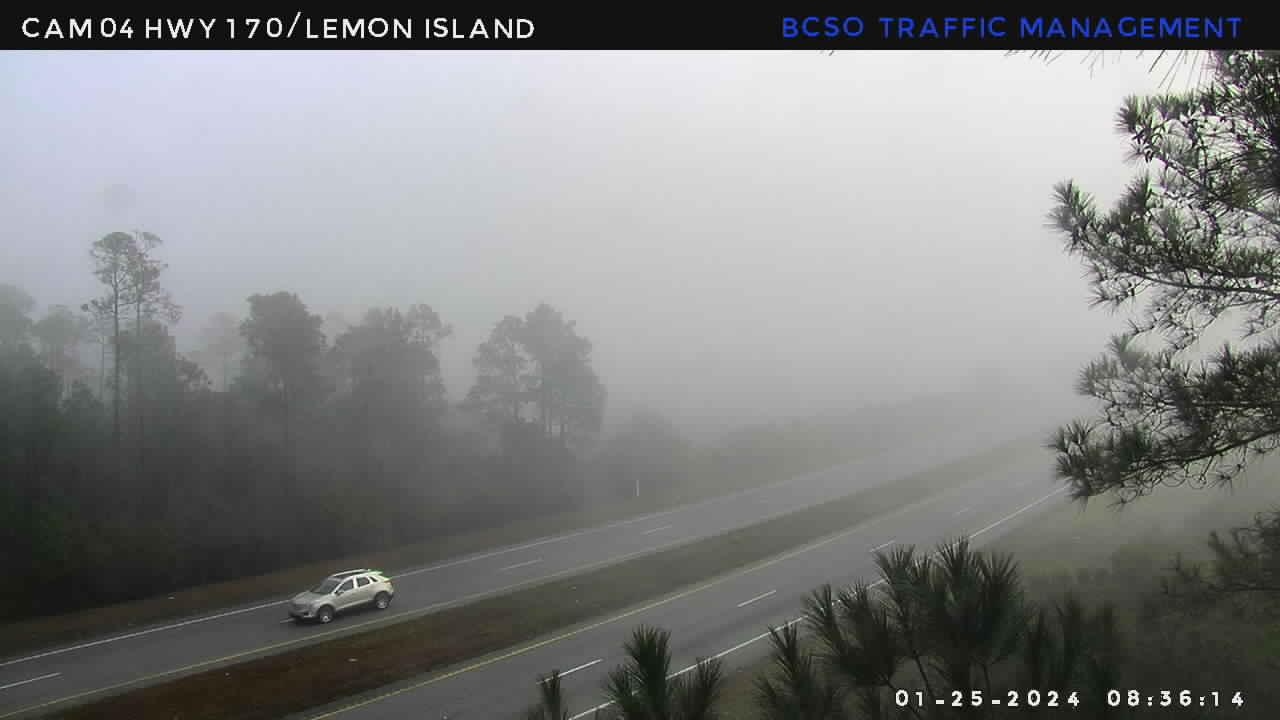 CAM04 HWY 170/LEMON ISLAND
BCSO TRAFFIC MANAGEMENT
01-25-2024 08:36:14